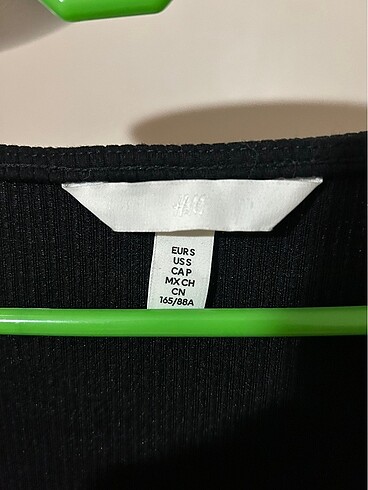 EUR S
US S
CA P
MX CH
CN
165/88A